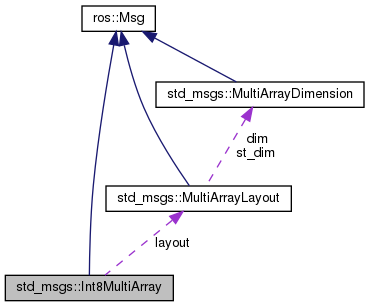 ros::Msg
std_msgs::MultiArrayDimension
dim
st_dim
std_msgs::MultiArrayLayout
layout
std_msgs::Int8MultiArray